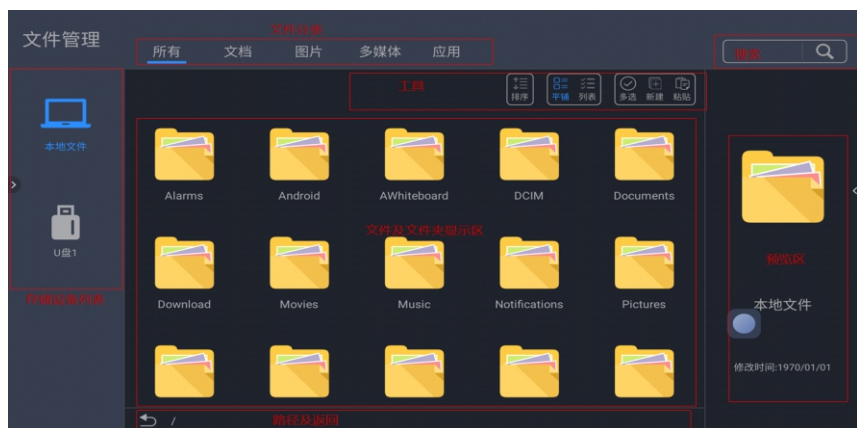 文件管理
文件分类
所有 文档 图片 多媒体 应用
搜索
工具
排序 平铺 列表 多选 新建 粘贴
本地文件
U盘1
存储设备列表
Alarms Android AWhiteboard DCIM Documents
文件及文件夹显示区
Download Movies Music Notifications Pictures
预览区
本地文件
修改时间:1970/01/01
/ 路径及返回